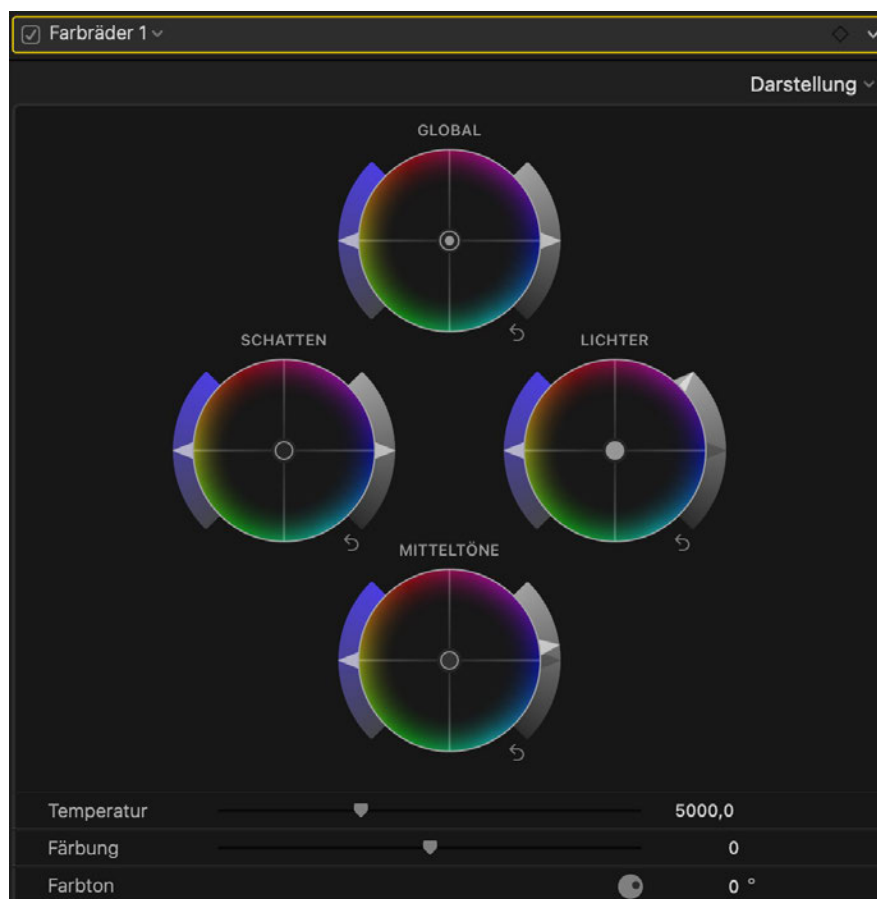 Farbräder 1
Darstellung
GLOBAL
SCHATTEN
LICHTER
MITTELTÖNE
Temperatur 5000,0
Färbung 0
Farbton 0 °